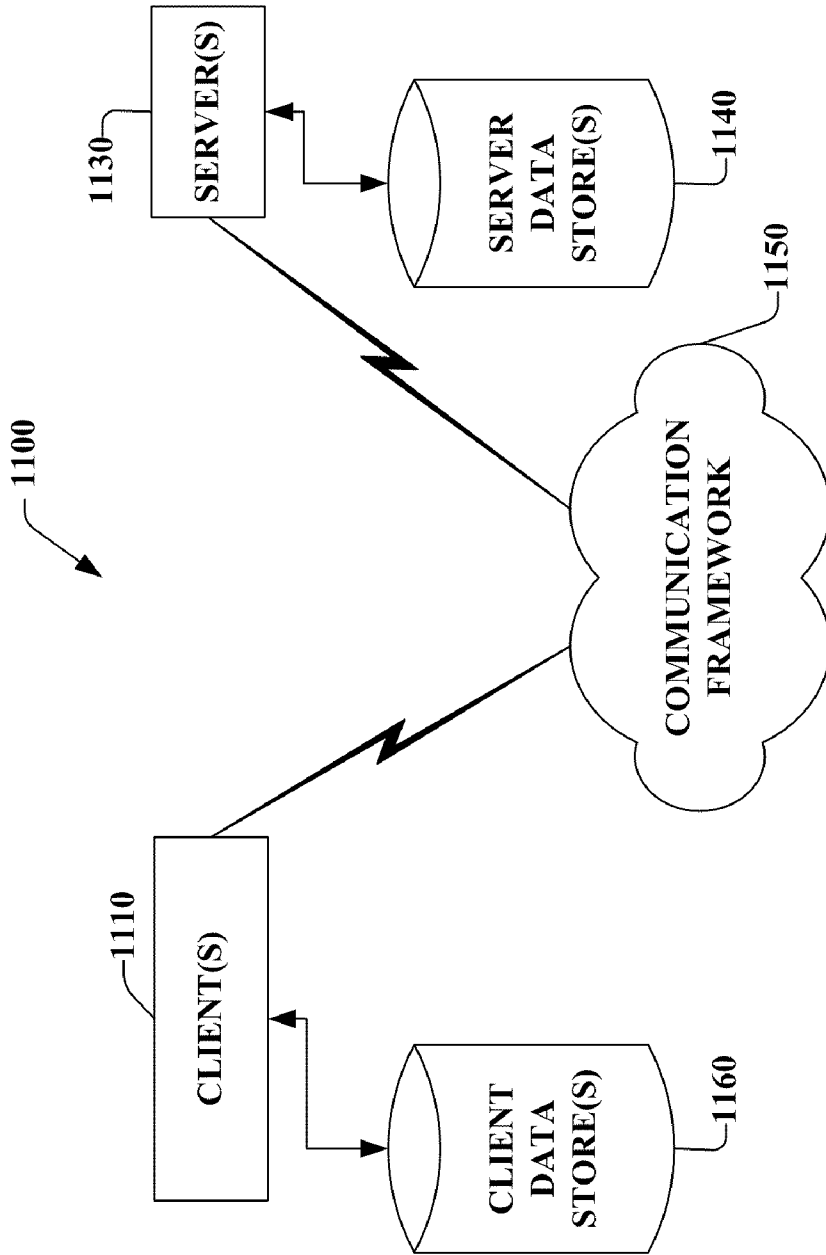 1100
1110
CLIENT(S)
1130
SERVER(S)
CLIENT
DATA
STORE(S)
1160
SERVER
DATA
STORE(S)
1140
1150
COMMUNICATION
FRAMEWORK